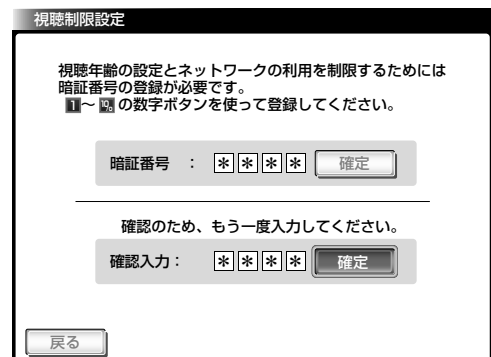 視聴制限設定
視聴年齢の設定とネットワークの利用を制限するためには
暗証番号の登録が必要です。
1～10の数字ボタンを使って登録してください。
暗証番号 : ＊＊＊＊ 確定
確認のため、もう一度入力してください。
確認入力: ＊＊＊＊ 確定
戻る